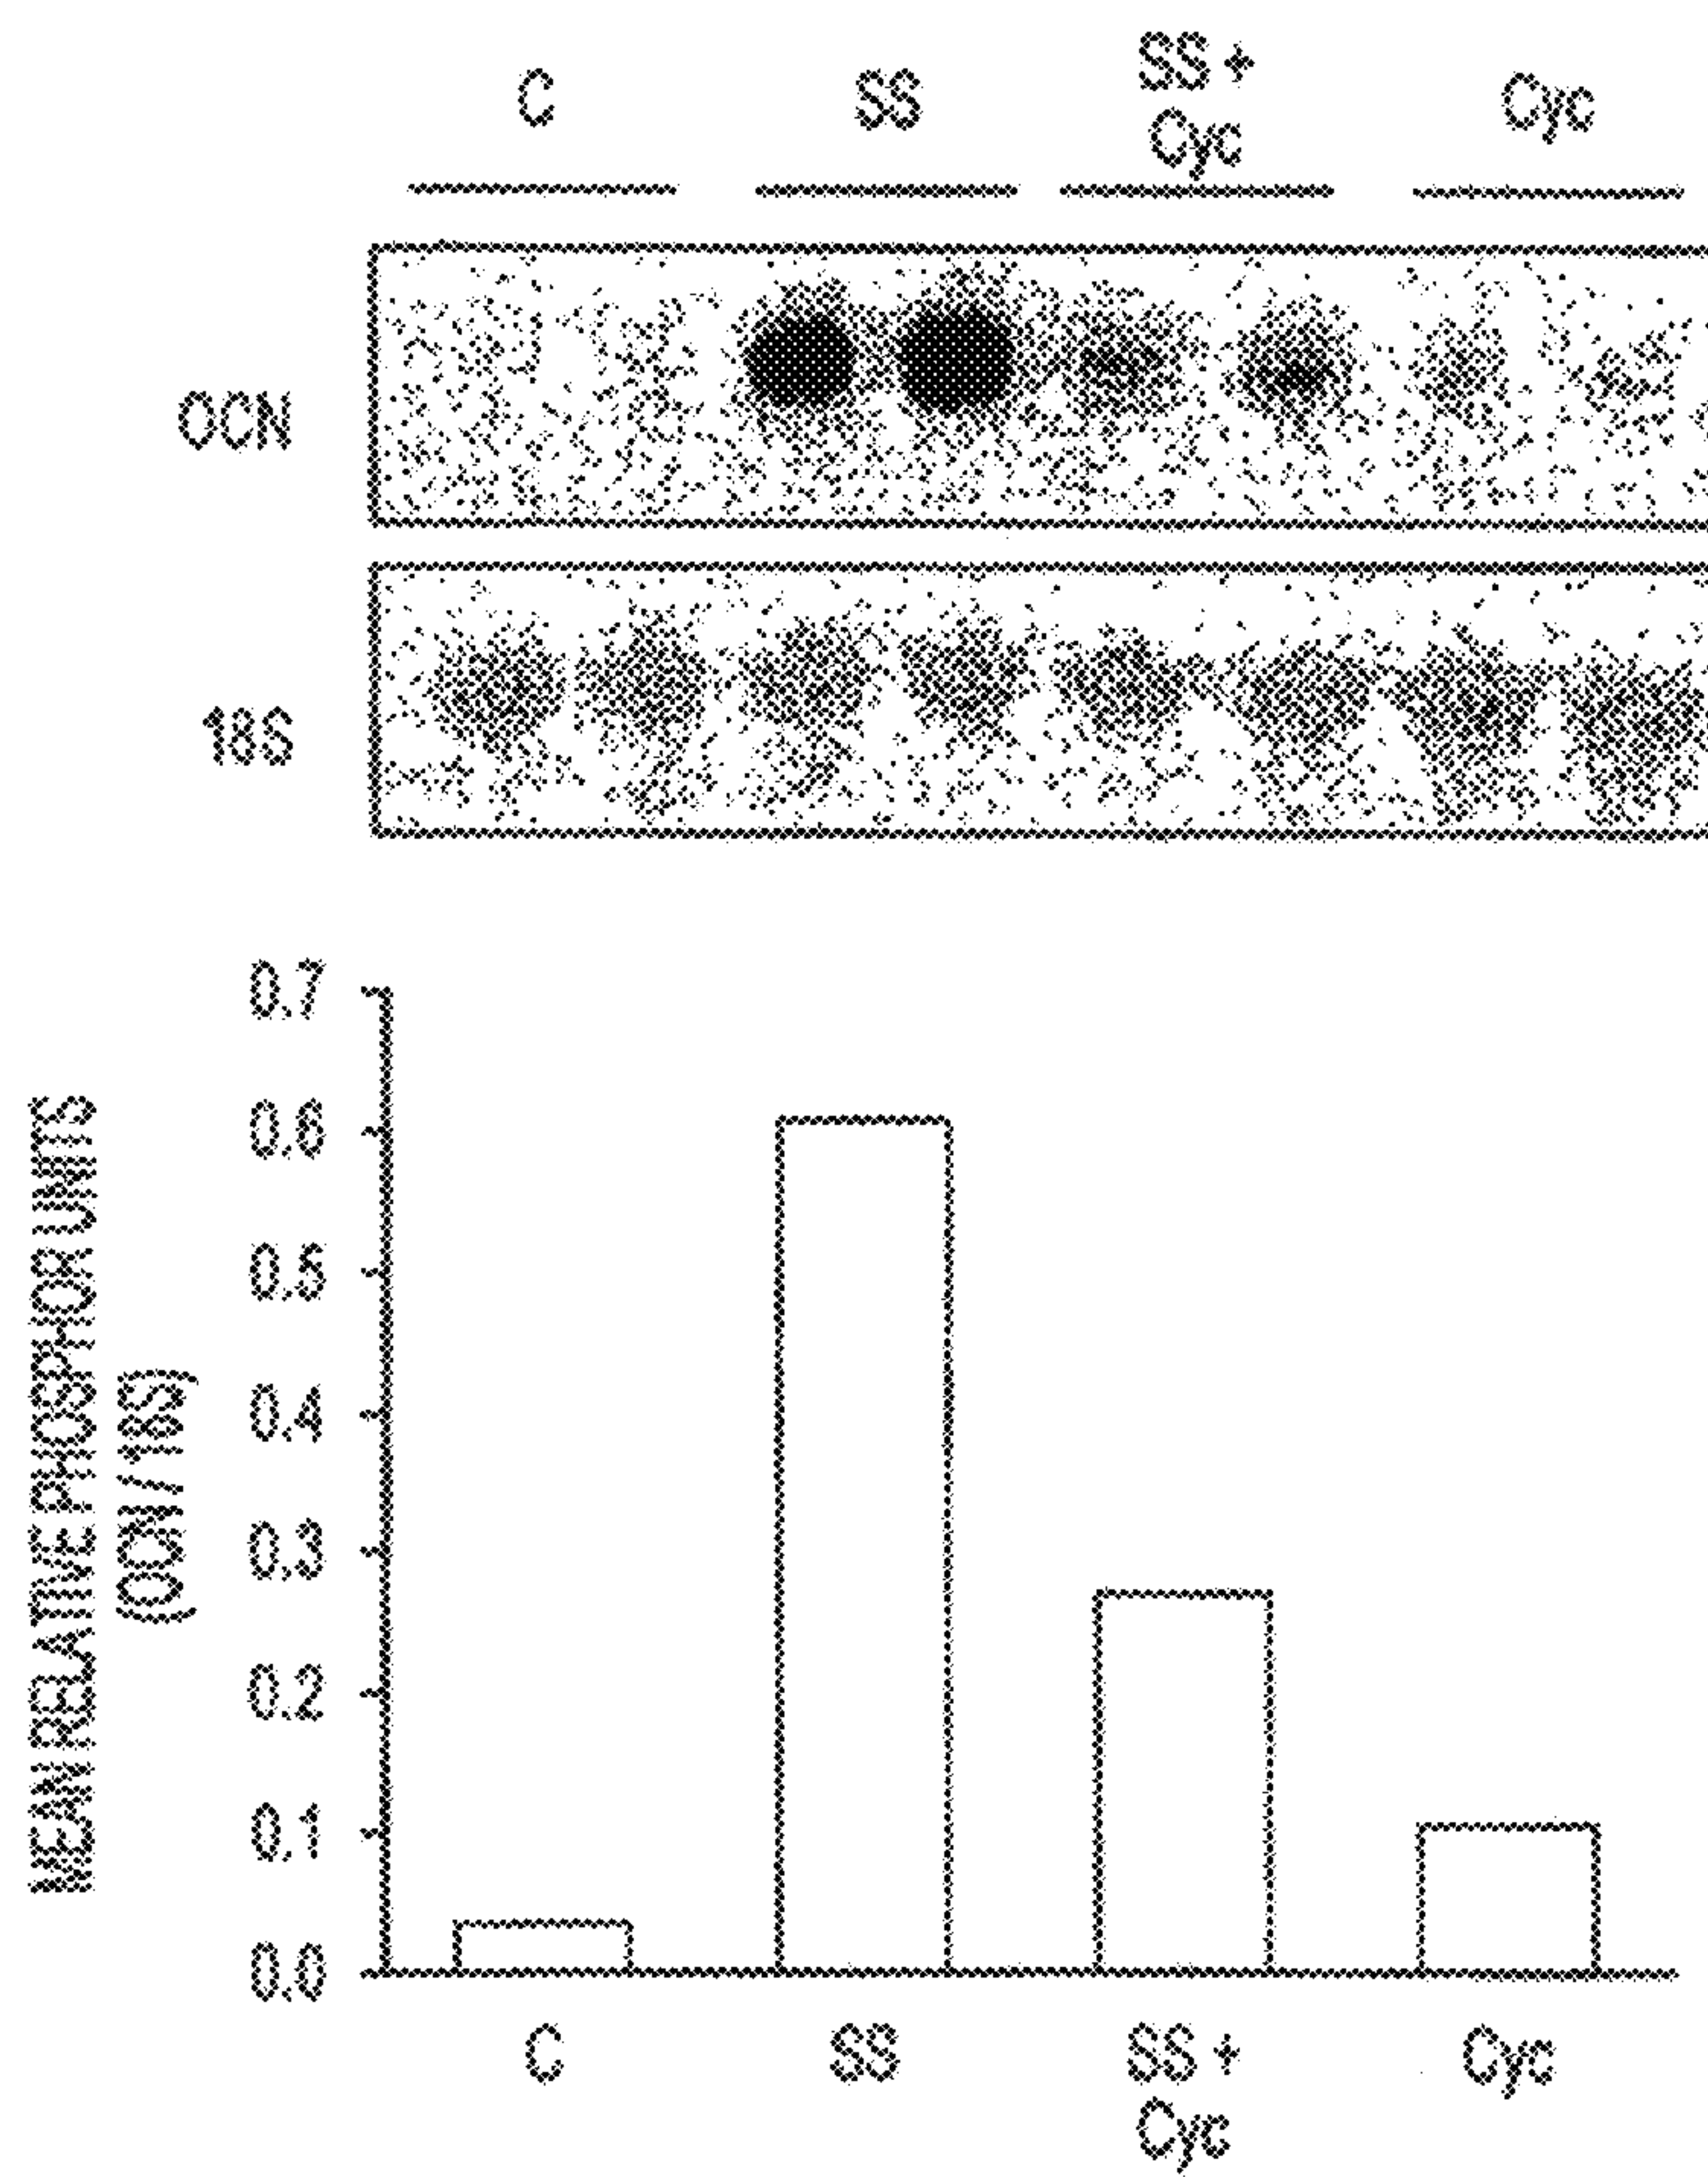 C SS SS + Cyc Cyc
OCN
18S
MEAN RELATIVE PHOSPHOR UNITS
(OCN / 18S)
0.7
0.6
0.5
0.4
0.3
0.2
0.1
0.0
C SS SS + Cyc Cyc